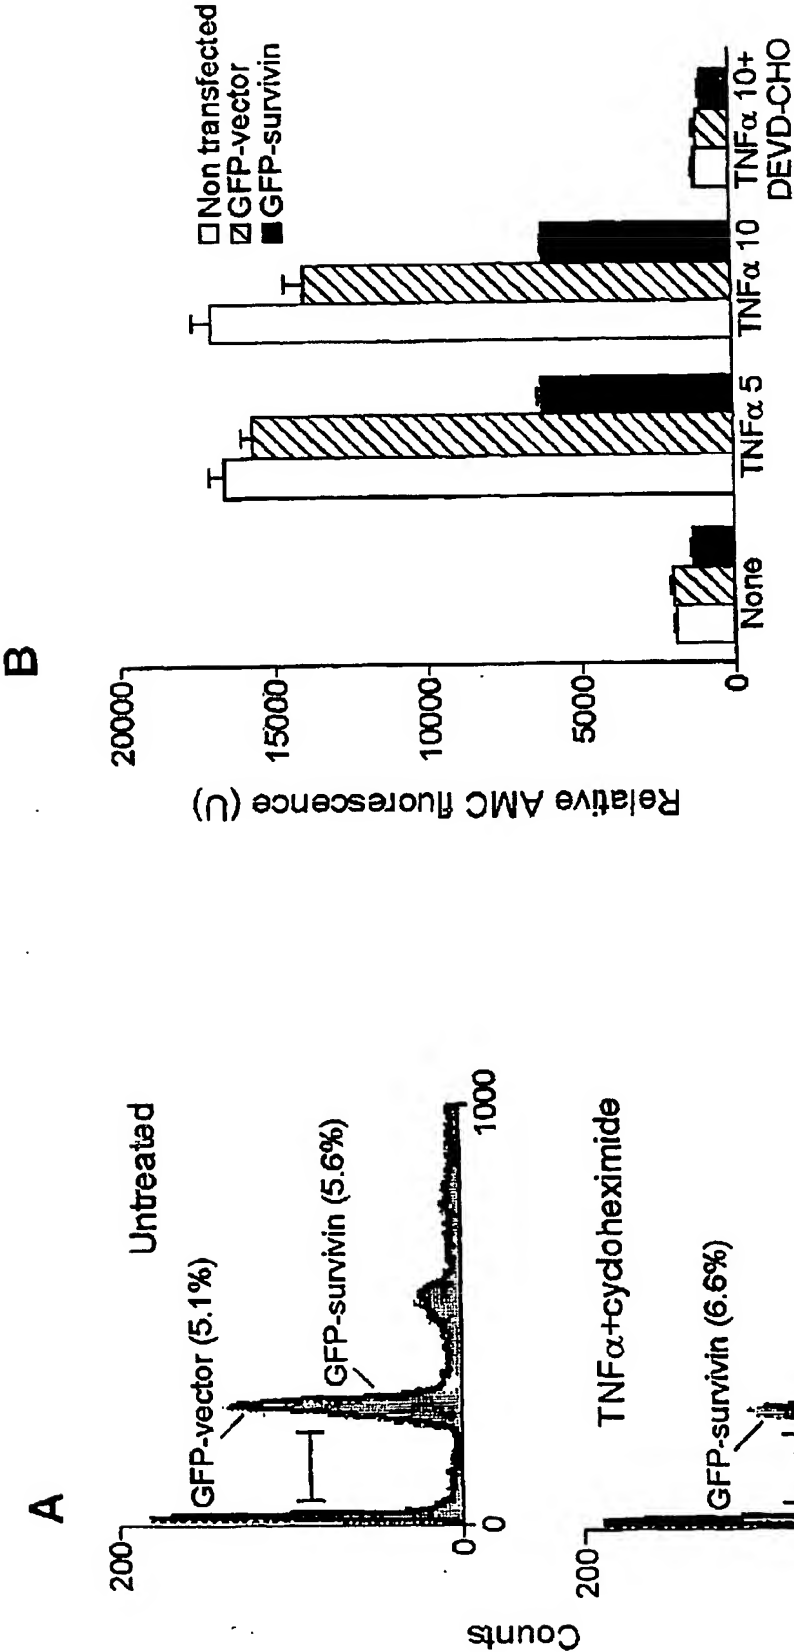 A
200
0
0
1000
Counts
Untreated
GFP-vector (5.1%)
GFP-survivin (5.6%)
200
TNFα+cycloheximide
GFP-survivin (6.6%)
B
20000
15000
10000
5000
0
Relative AMC fluorescence (U)
Non transfected
GFP-vector
GFP-survivin
None
TNFα 5
TNFα 10
TNFα 10+
DEVD-CHO